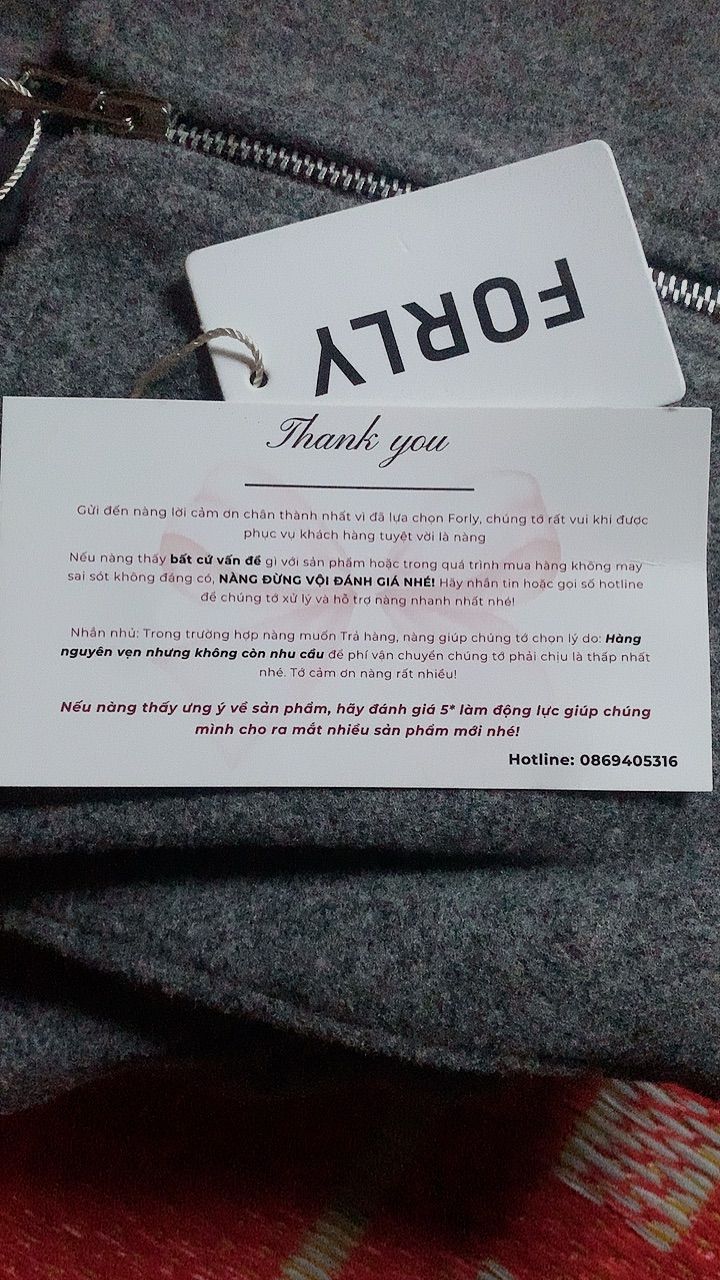 FORLY
Thank you
Gửi đến nàng lời cảm ơn chân thành nhất vì đã lựa chọn Forly, chúng tớ rất vui khi được
phục vụ khách hàng tuyệt vời là nàng
Nếu nàng thấy bất cứ vấn đề gì với sản phẩm hoặc trong quá trình mua hàng không may
sai sót không đáng có, NÀNG ĐỪNG VỘI ĐÁNH GIÁ NHÉ! Hãy nhắn tin hoặc gọi số hotline
để chúng tớ xử lý và hỗ trợ nàng nhanh nhất nhé!
Nhắn nhủ: Trong trường hợp nàng muốn Trả hàng, nàng giúp chúng tớ chọn lý do: Hàng
nguyên vẹn nhưng không còn nhu cầu để phí vận chuyển chúng tớ phải chịu là thấp nhất
nhé. Tớ cảm ơn nàng rất nhiều!
Nếu nàng thấy ưng ý về sản phẩm, hãy đánh giá 5* làm động lực giúp chúng
mình cho ra mắt nhiều sản phẩm mới nhé!
Hotline: 0869405316